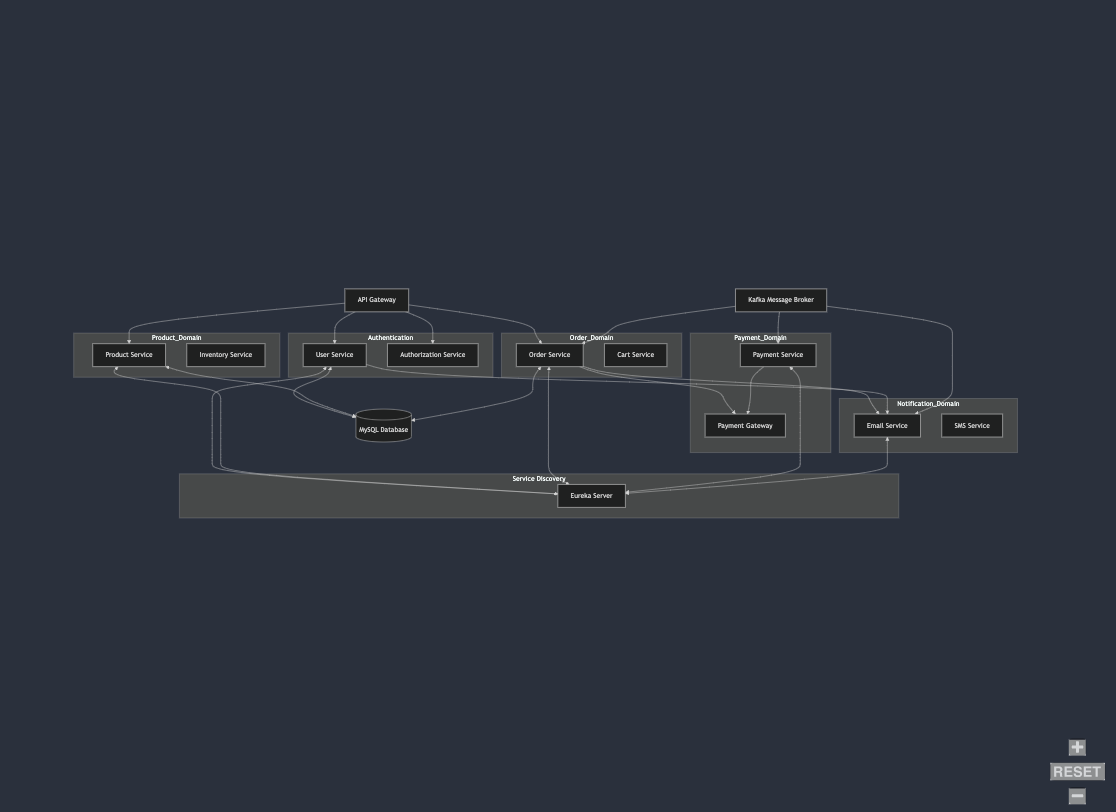 API Gateway
Kafka Message Broker
Product_Domain
Authentication
Order_Domain
Payment_Domain
Product Service
Inventory Service
User Service
Authorization Service
Order Service
Cart Service
Payment Service
Notification_Domain
MySQL Database
Payment Gateway
Email Service
SMS Service
Service Discovery
Eureka Server
+
RESET
−